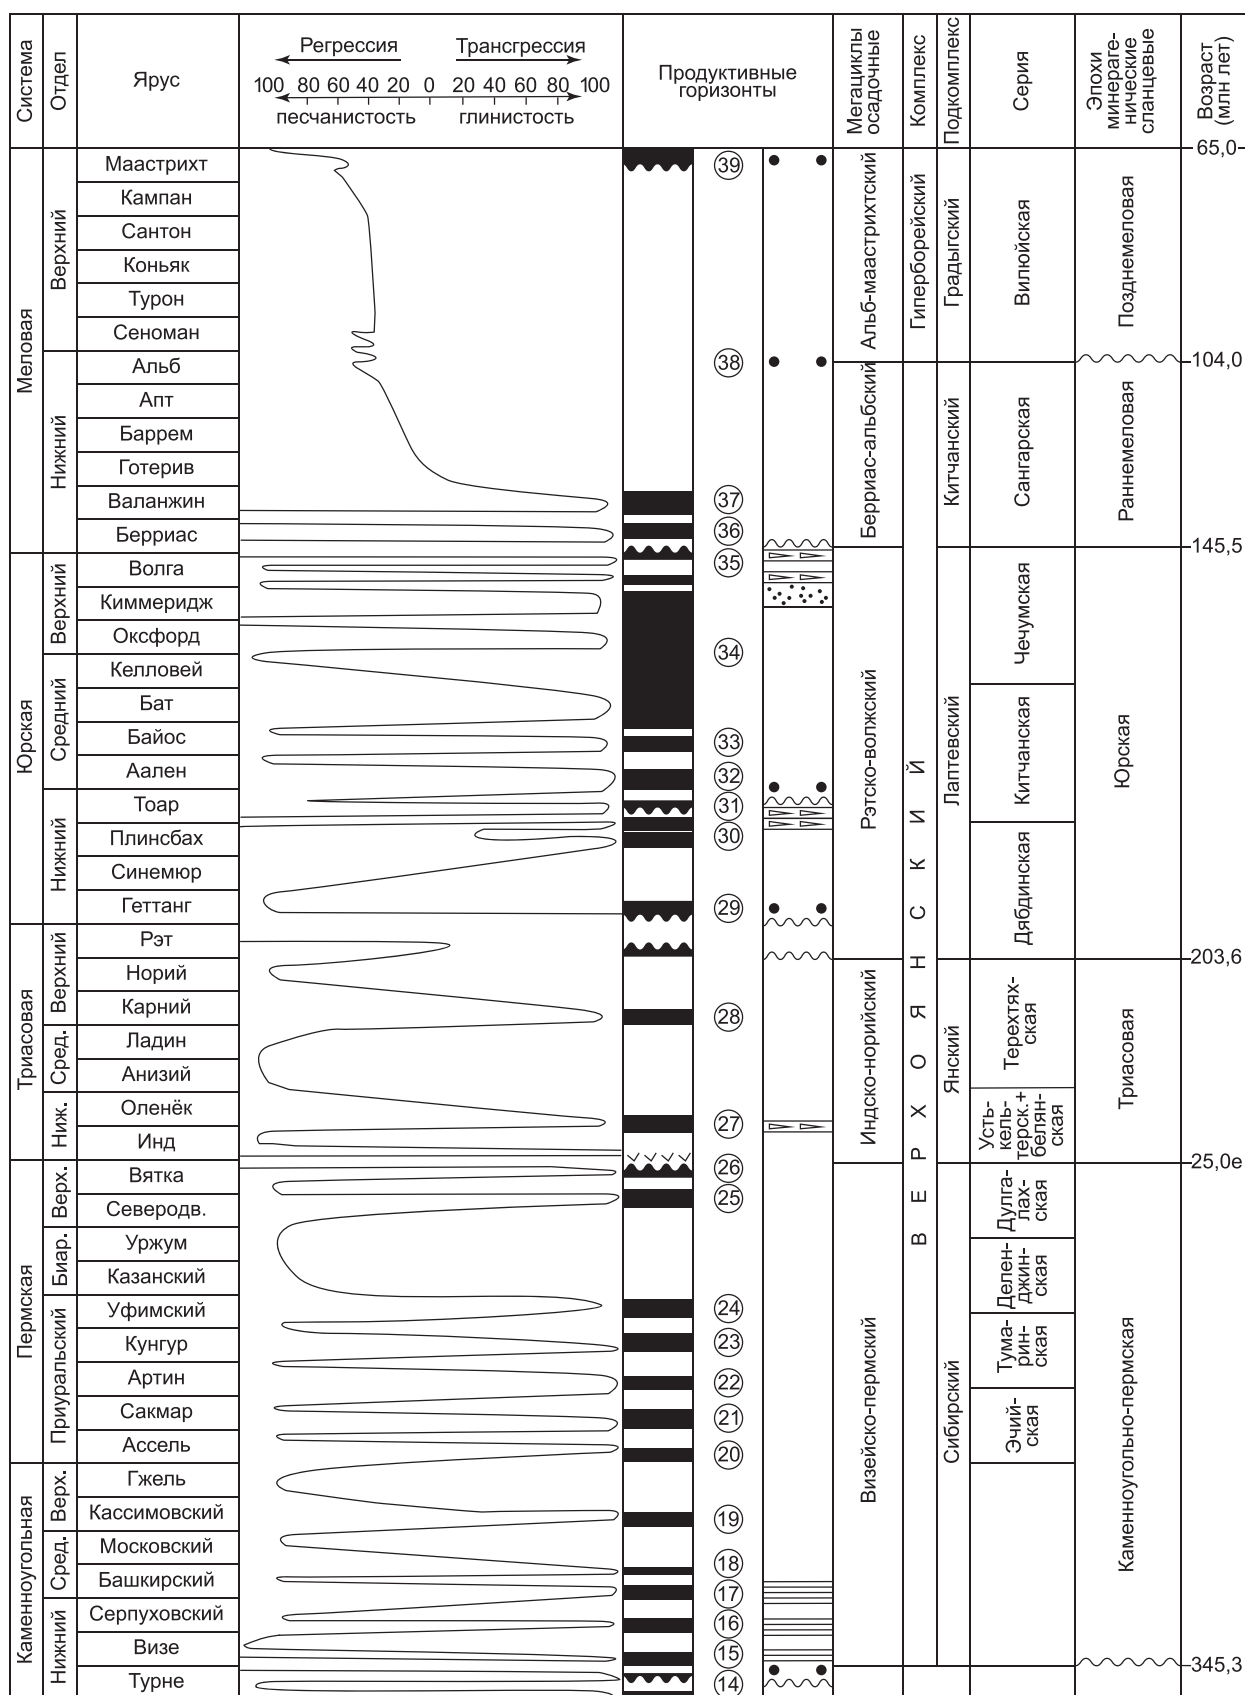 Система
Отдел
Ярус
Регрессия Трансгрессия
100 80 60 40 20 0 20 40 60 80 100
песчанистость глинистость
Продуктивные
горизонты
Мегациклы
осадочные
Комплекс
Подкомплекс
Серия
Эпохи
минераге-
нические
сланцевые
Возраст
(млн лет)
Меловая
Верхний
Маастрихт
Кампан
Сантон
Коньяк
Турон
Сеноман
Нижний
Альб
Апт
Баррем
Готерив
Валанжин
Берриас
Юрская
Верхний
Волга
Киммеридж
Оксфорд
Средний
Келловей
Бат
Байос
Аален
Нижний
Тоар
Плинсбах
Синемюр
Геттанг
Триасовая
Верхний
Рэт
Норий
Карний
Сред.
Ладин
Анизий
Ниж.
Оленёк
Инд
Пермская
Верх.
Вятка
Северодв.
Биар.
Уржум
Казанский
Приуральский
Уфимский
Кунгур
Артин
Сакмар
Ассель
Каменноугольная
Верх.
Гжель
Кассимовский
Сред.
Московский
Башкирский
Нижний
Серпуховский
Визе
Турне
39
38
37
36
35
34
33
32
31
30
29
28
27
26
25
24
23
22
21
20
19
18
17
16
15
14
Альб-маастрихтский
Берриас-альбский
Рэтско-волжский
Индско-норийский
Визейско-пермский
Гиперборейский
ВЕРХОЯНСКИЙ
Градыгский
Китчанский
Лаптевский
Янский
Сибирский
Вилюйская
Сангарская
Чечумская
Китчанская
Дябдинская
Терехтях-
ская
Усть-
кель-
терск.+
белян-
ская
Дулга-
лах-
ская
Делен-
джин-
ская
Тума-
рин-
ская
Эчий-
ская
Позднемеловая
Раннемеловая
Юрская
Триасовая
Каменноугольно-пермская
65,0
104,0
145,5
203,6
25,0е
345,3